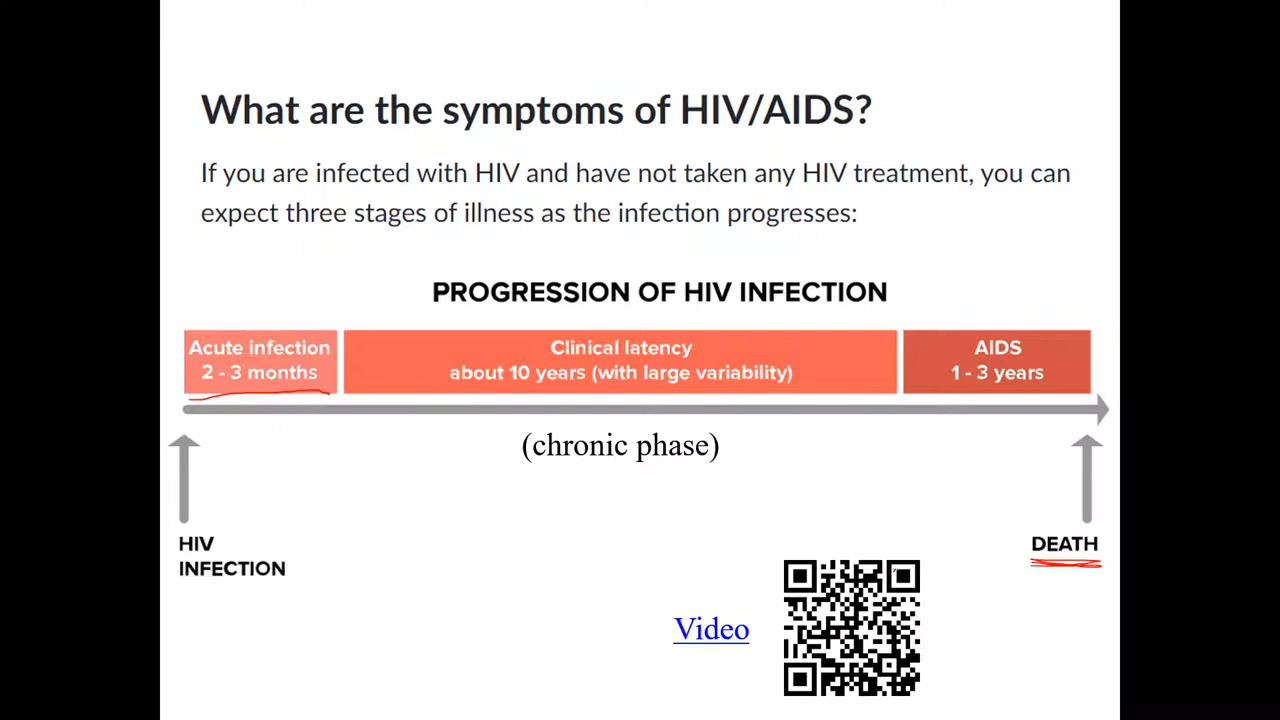 What are the symptoms of HIV/AIDS?
If you are infected with HIV and have not taken any HIV treatment, you can
expect three stages of illness as the infection progresses:
PROGRESSION OF HIV INFECTION
Acute infection
2 - 3 months
Clinical latency
about 10 years (with large variability)
AIDS
1 - 3 years
(chronic phase)
HIV
INFECTION
DEATH
Video